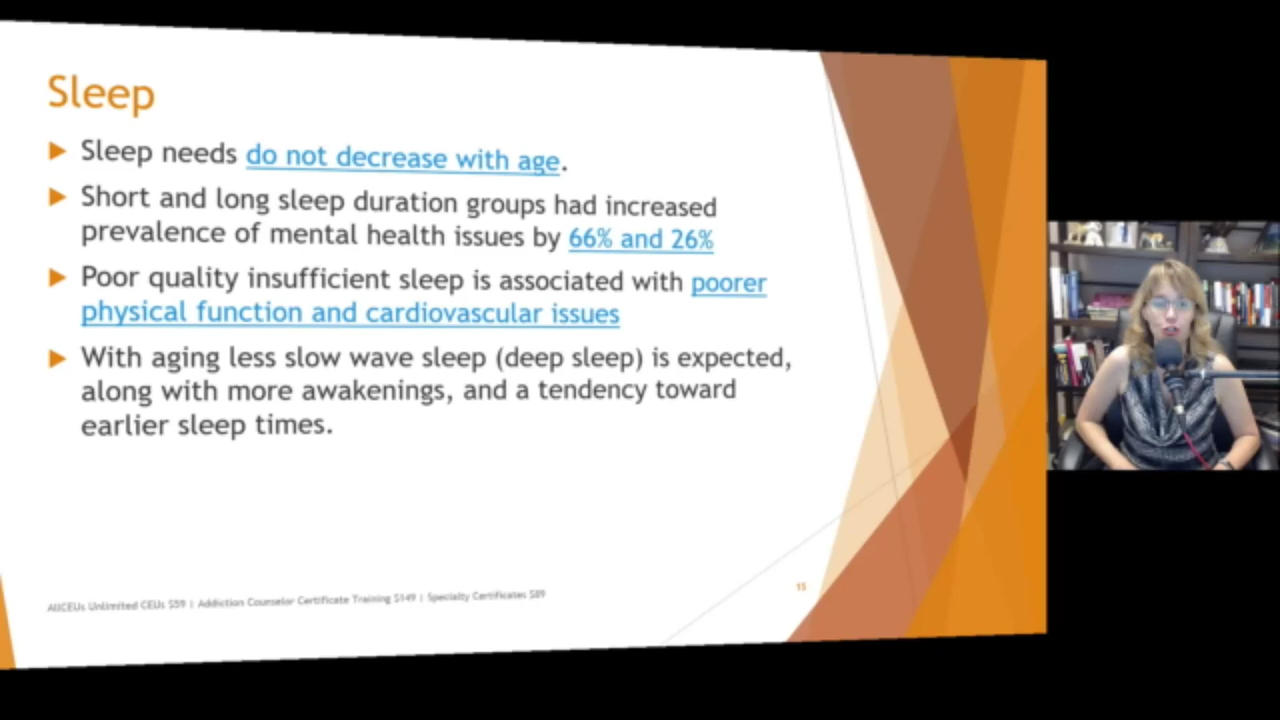 Sleep
Sleep needs do not decrease with age.
Short and long sleep duration groups had increased
prevalence of mental health issues by 66% and 26%
Poor quality insufficient sleep is associated with poorer
physical function and cardiovascular issues
With aging less slow wave sleep (deep sleep) is expected,
along with more awakenings, and a tendency toward
earlier sleep times.
AllCEUs Unlimited CEUs $59 | Addiction Counselor Certificate Training $149 | Specialty Certificates $89
15